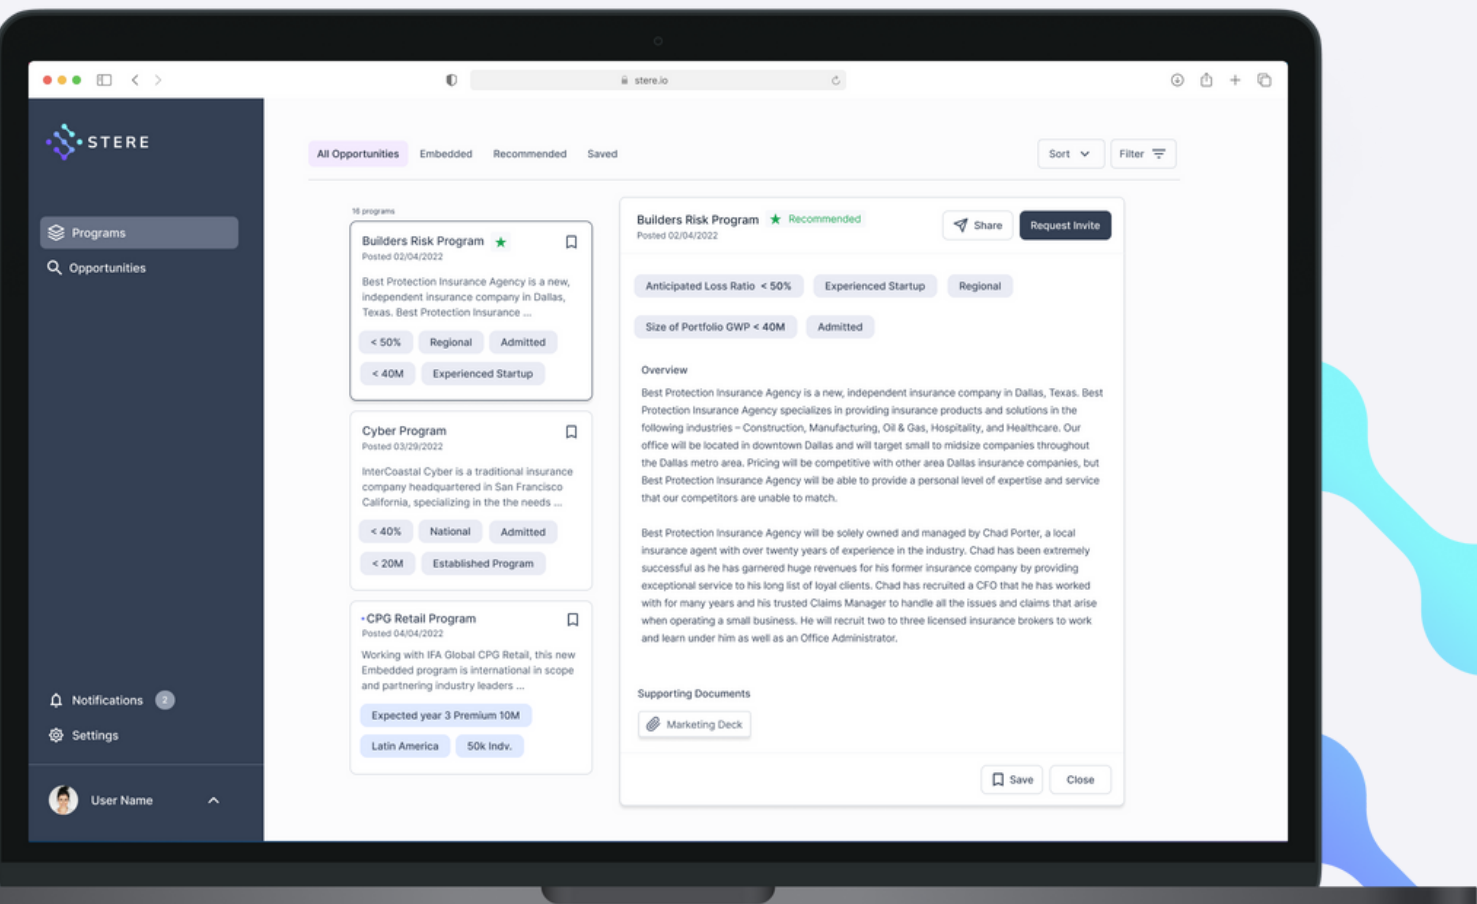 stere.io
STERE
Programs
Opportunities
Notifications 2
Settings
User Name
All Opportunities Embedded Recommended Saved
Sort Filter
16 programs
Builders Risk Program
Posted 02/04/2022
Best Protection Insurance Agency is a new,
independent insurance company in Dallas,
Texas. Best Protection Insurance ...
< 50% Regional Admitted
< 40M Experienced Startup
Cyber Program
Posted 03/29/2022
InterCoastal Cyber is a traditional insurance
company headquartered in San Francisco
California, specializing in the the needs ...
< 40% National Admitted
< 20M Established Program
CPG Retail Program
Posted 04/04/2022
Working with IFA Global CPG Retail, this new
Embedded program is international in scope
and partnering industry leaders ...
Expected year 3 Premium 10M
Latin America 50k Indv.
Builders Risk Program Recommended
Posted 02/04/2022
Share Request Invite
Anticipated Loss Ratio < 50% Experienced Startup Regional
Size of Portfolio GWP < 40M Admitted
Overview
Best Protection Insurance Agency is a new, independent insurance company in Dallas, Texas. Best
Protection Insurance Agency specializes in providing insurance products and solutions in the
following industries – Construction, Manufacturing, Oil & Gas, Hospitality, and Healthcare. Our
office will be located in downtown Dallas and will target small to midsize companies throughout
the Dallas metro area. Pricing will be competitive with other area Dallas insurance companies, but
Best Protection Insurance Agency will be able to provide a personal level of expertise and service
that our competitors are unable to match.
Best Protection Insurance Agency will be solely owned and managed by Chad Porter, a local
insurance agent with over twenty years of experience in the industry. Chad has been extremely
successful as he has garnered huge revenues for his former insurance company by providing
exceptional service to his long list of loyal clients. Chad has recruited a CFO that he has worked
with for many years and his trusted Claims Manager to handle all the issues and claims that arise
when operating a small business. He will recruit two to three licensed insurance brokers to work
and learn under him as well as an Office Administrator.
Supporting Documents
Marketing Deck
Save Close